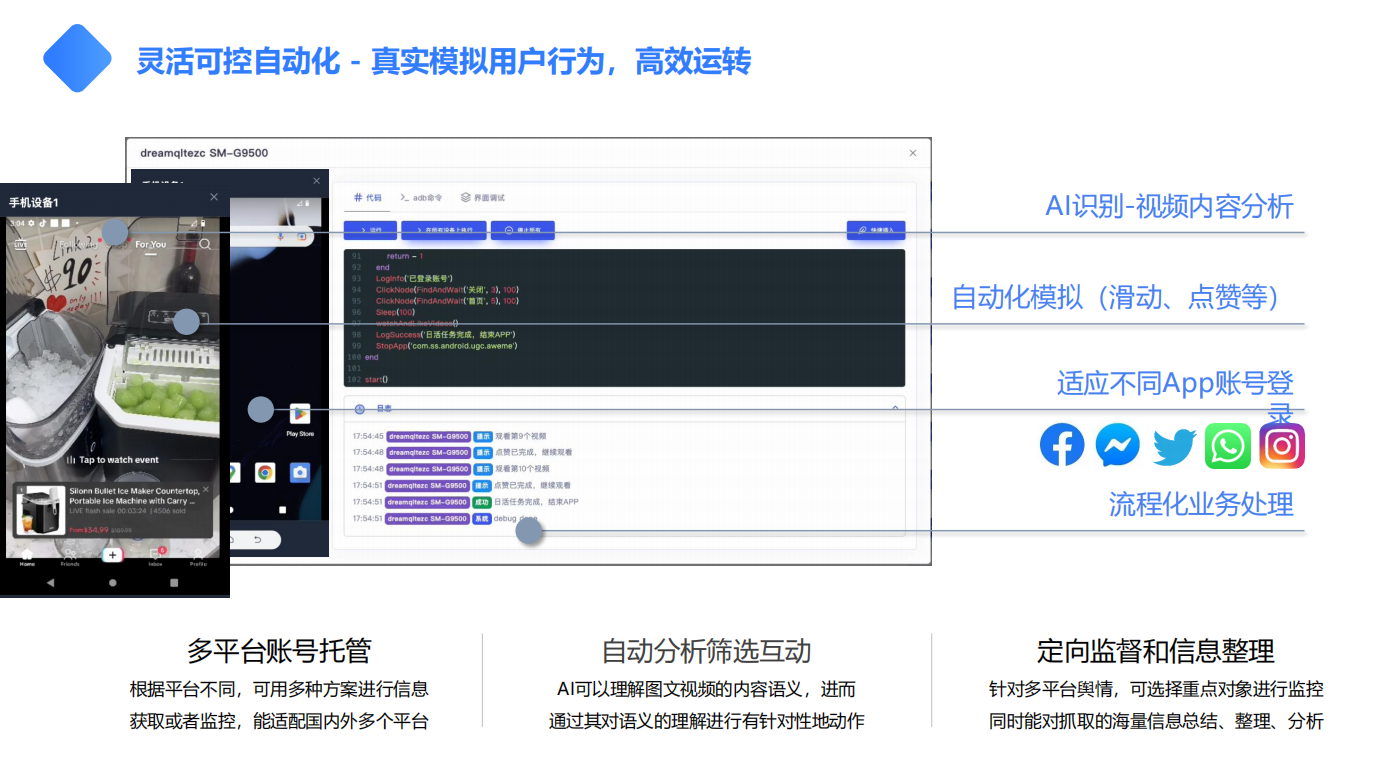 灵活可控自动化 - 真实模拟用户行为，高效运转
dreamqltezc SM-G9500
手机设备1
3:04
LIVE
For You
Link 2
$90
only today!!!
Tap to watch event
Silonn Bullet Ice Maker Countertop,
Portable Ice Machine with Carry ...
LIVE flash sale 00:03:24 | 4506 sold
From $34.99
Home
Friends
Inbox
Profile
Play Store
代码
adb命令
界面调试
运行
在所有设备上执行
停止所有
快捷插入
91 return - 1
92 end
93 LogInfo('已登录账号')
94 ClickNode(FindAndWait('关闭', 3), 100)
95 ClickNode(FindAndWait('首页', 5), 100)
96 Sleep(100)
97 watchAndLikeVideos()
98 LogSuccess('日活任务完成，结束APP')
99 StopApp('com.ss.android.ugc.aweme')
100 end
101
102 start()
日志
17:54:45 dreamqltezc SM-G9500 提示 观看第9个视频
17:54:48 dreamqltezc SM-G9500 提示 点赞已完成，继续观看
17:54:48 dreamqltezc SM-G9500 提示 观看第10个视频
17:54:51 dreamqltezc SM-G9500 提示 点赞已完成，继续观看
17:54:51 dreamqltezc SM-G9500 成功 日活任务完成，结束APP
17:54:51 dreamqltezc SM-G9500 系统 debug done
AI识别-视频内容分析
自动化模拟（滑动、点赞等）
适应不同App账号登
录
流程化业务处理
多平台账号托管
根据平台不同，可用多种方案进行信息
获取或者监控，能适配国内外多个平台
自动分析筛选互动
AI可以理解图文视频的内容语义，进而
通过其对语义的理解进行有针对性地动作
定向监督和信息整理
针对多平台舆情，可选择重点对象进行监控
同时能对抓取的海量信息总结、整理、分析